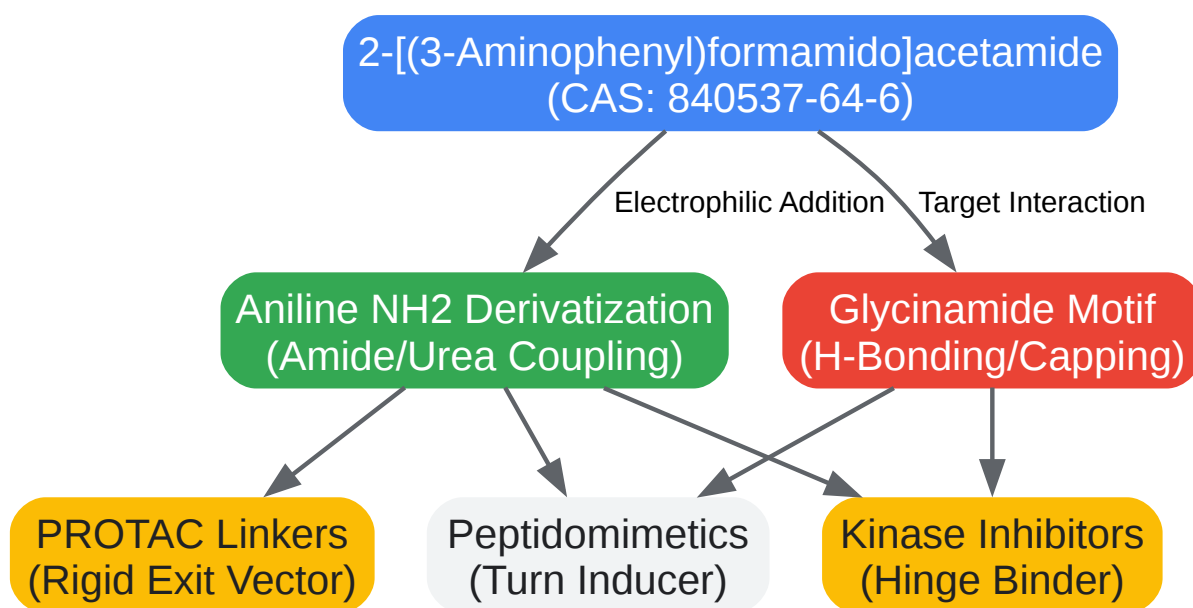 2-[(3-Aminophenyl)formamido]acetamide
(CAS: 840537-64-6)
Electrophilic Addition
Target Interaction
Aniline NH2 Derivatization
(Amide/Urea Coupling)
Glycinamide Motif
(H-Bonding/Capping)
PROTAC Linkers
(Rigid Exit Vector)
Peptidomimetics
(Turn Inducer)
Kinase Inhibitors
(Hinge Binder)